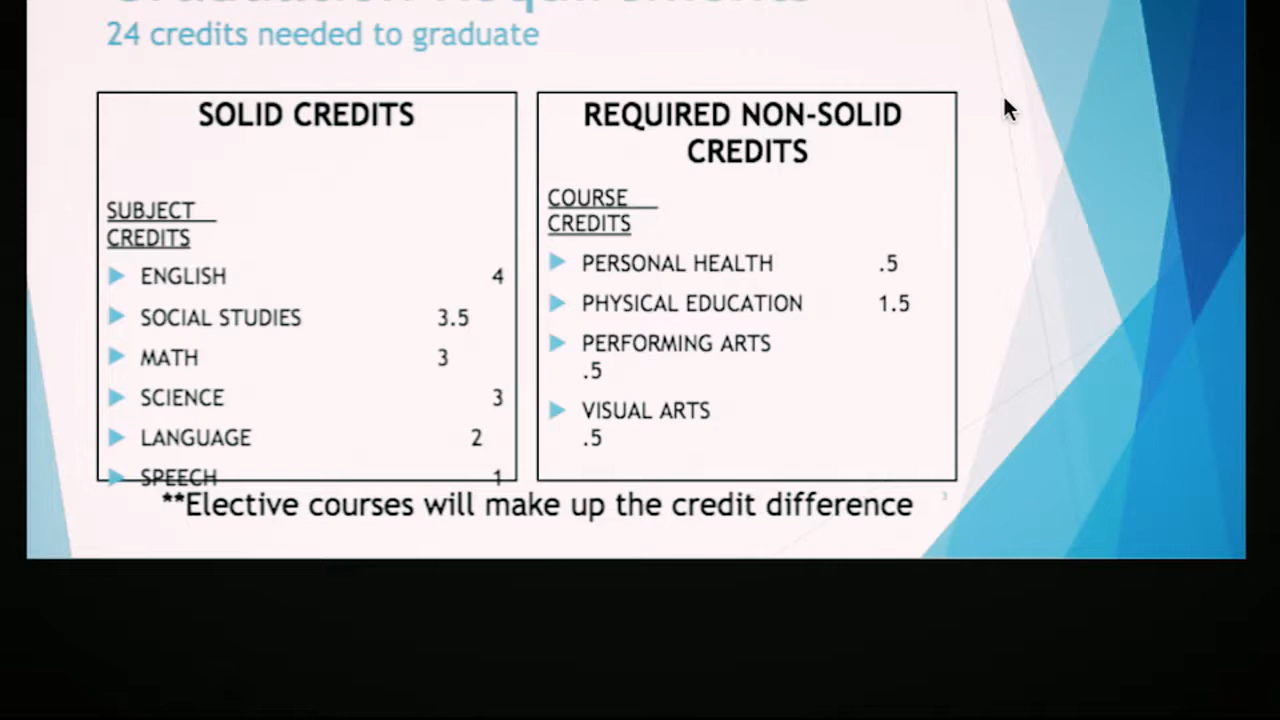 24 credits needed to graduate
SOLID CREDITS
SUBJECT
CREDITS
ENGLISH 4
SOCIAL STUDIES 3.5
MATH 3
SCIENCE 3
LANGUAGE 2
SPEECH 1
REQUIRED NON-SOLID
CREDITS
COURSE
CREDITS
PERSONAL HEALTH .5
PHYSICAL EDUCATION 1.5
PERFORMING ARTS
.5
VISUAL ARTS
.5
**Elective courses will make up the credit difference
3